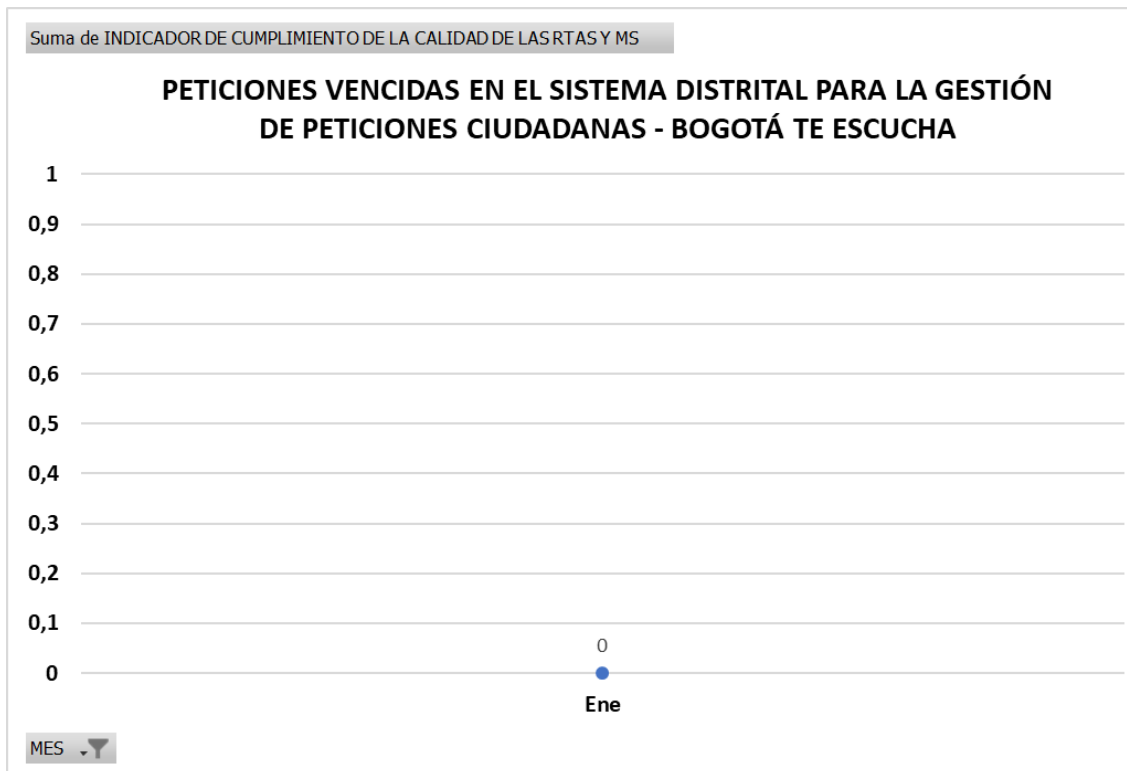 Suma de INDICADOR DE CUMPLIMIENTO DE LA CALIDAD DE LAS RTAS Y MS
PETICIONES VENCIDAS EN EL SISTEMA DISTRITAL PARA LA GESTIÓN
DE PETICIONES CIUDADANAS - BOGOTÁ TE ESCUCHA
1
0,9
0,8
0,7
0,6
0,5
0,4
0,3
0,2
0,1
0
0
Ene
MES